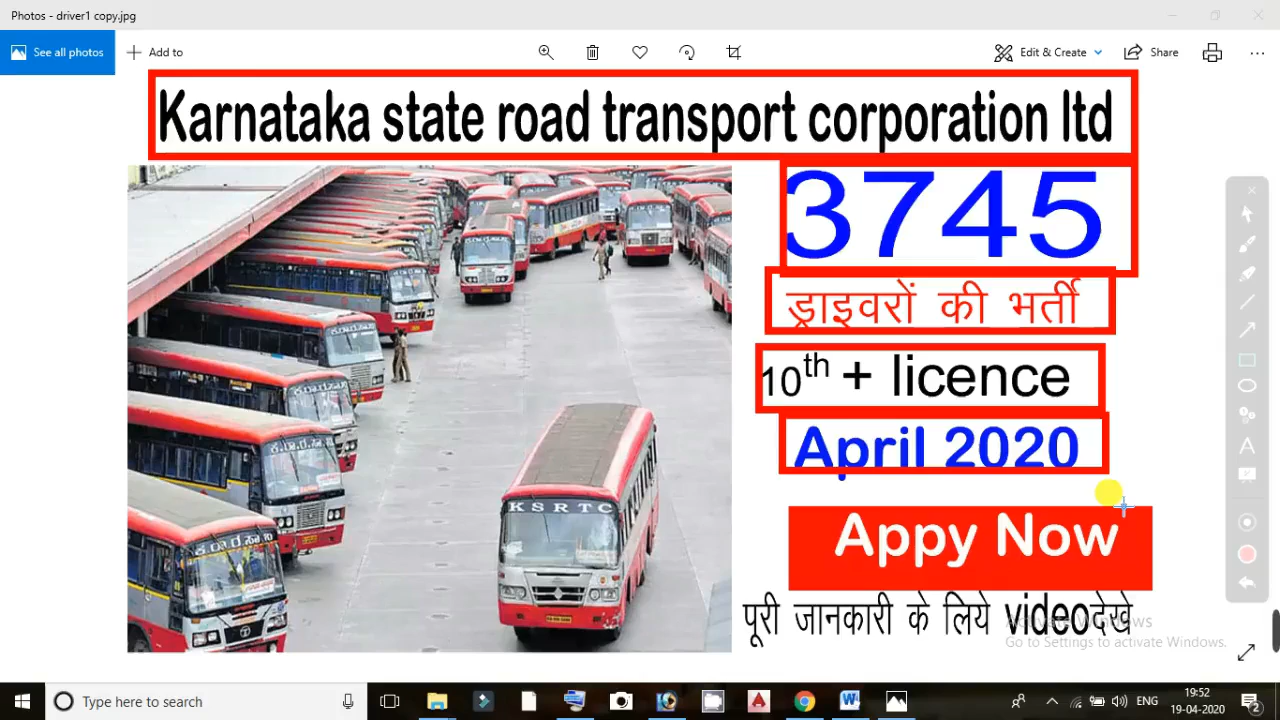 Photos - driver1 copy.jpg
See all photos
Add to
Edit & Create
Share
Karnataka state road transport corporation ltd
3745
ड्राइवरों की भर्ती
10th + licence
April 2020
KSRTC
Appy Now
पूरी जानकारी के लिये videoदेखे
Activate Windows
Go to Settings to activate Windows.
Type here to search
ENG
19:52
19-04-2020
2